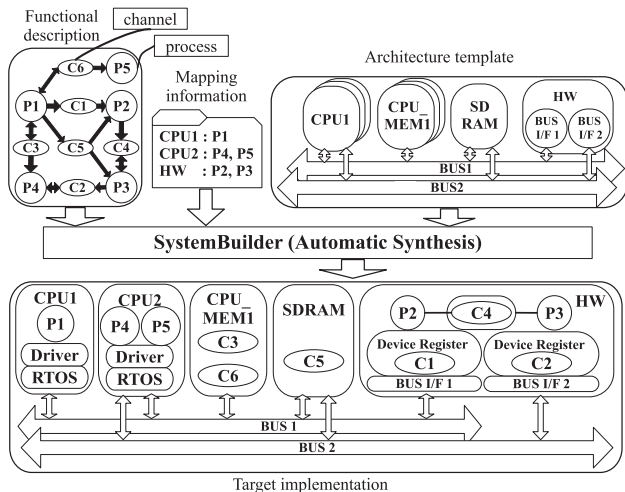 Functional description
channel
process
C6
P5
P1
C1
P2
C3
C5
C4
P4
C2
P3
Mapping information
CPU1 : P1
CPU2 : P4, P5
HW : P2, P3
Architecture template
CPU1
CPU_MEM1
SD RAM
HW
BUS I/F 1
BUS I/F 2
BUS1
BUS2
SystemBuilder (Automatic Synthesis)
CPU1
P1
Driver
RTOS
CPU2
P4 P5
Driver
RTOS
CPU_MEM1
C3
C6
SDRAM
C5
HW
P2 C4 P3
Device Register
C1
BUS I/F 1
Device Register
C2
BUS I/F 2
BUS 1
BUS 2
Target implementation